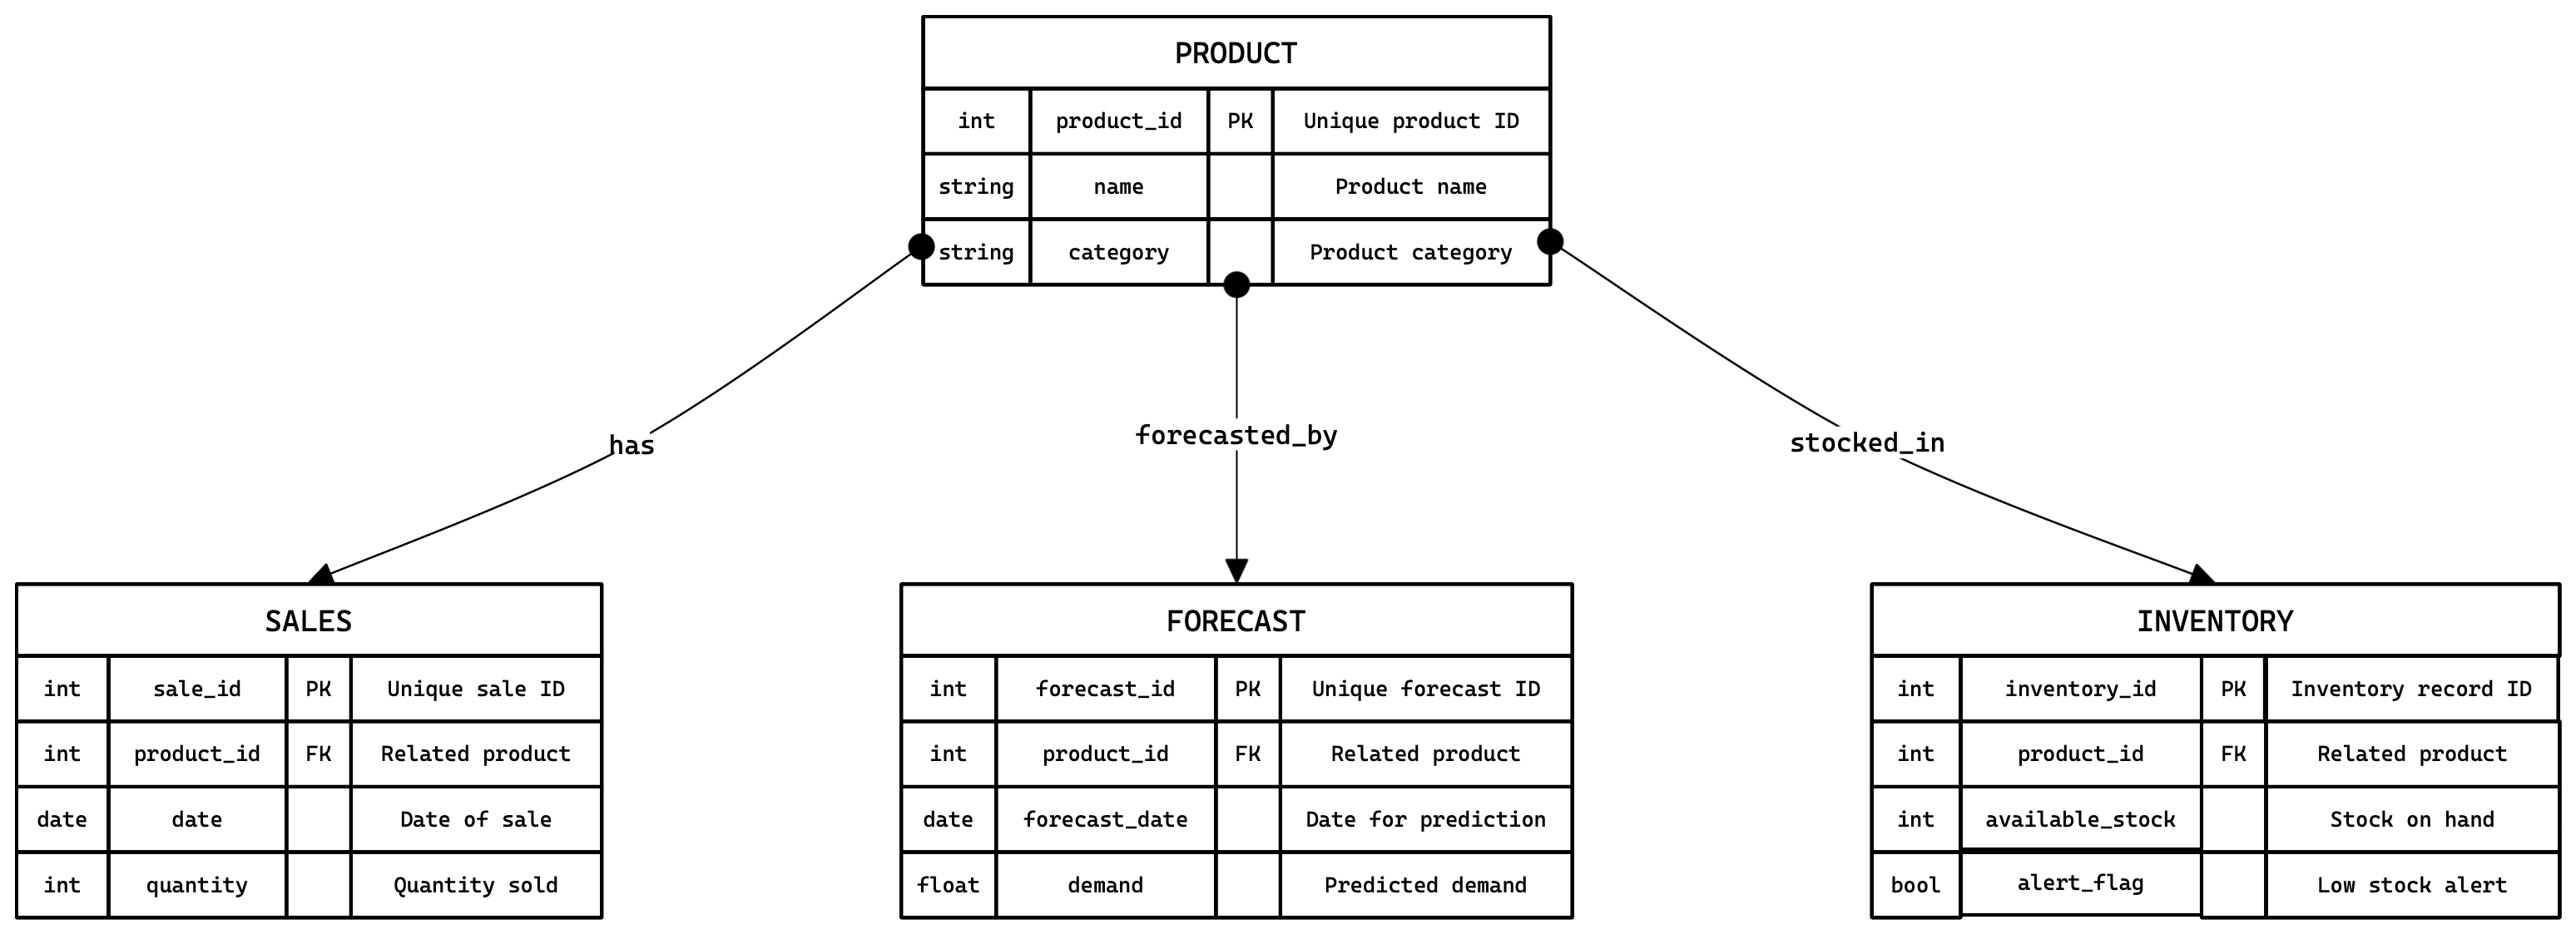 PRODUCT
int product_id PK Unique product ID
string name Product name
string category Product category
has
forecasted_by
stocked_in
SALES
int sale_id PK Unique sale ID
int product_id FK Related product
date date Date of sale
int quantity Quantity sold
FORECAST
int forecast_id PK Unique forecast ID
int product_id FK Related product
date forecast_date Date for prediction
float demand Predicted demand
INVENTORY
int inventory_id PK Inventory record ID
int product_id FK Related product
int available_stock Stock on hand
bool alert_flag Low stock alert